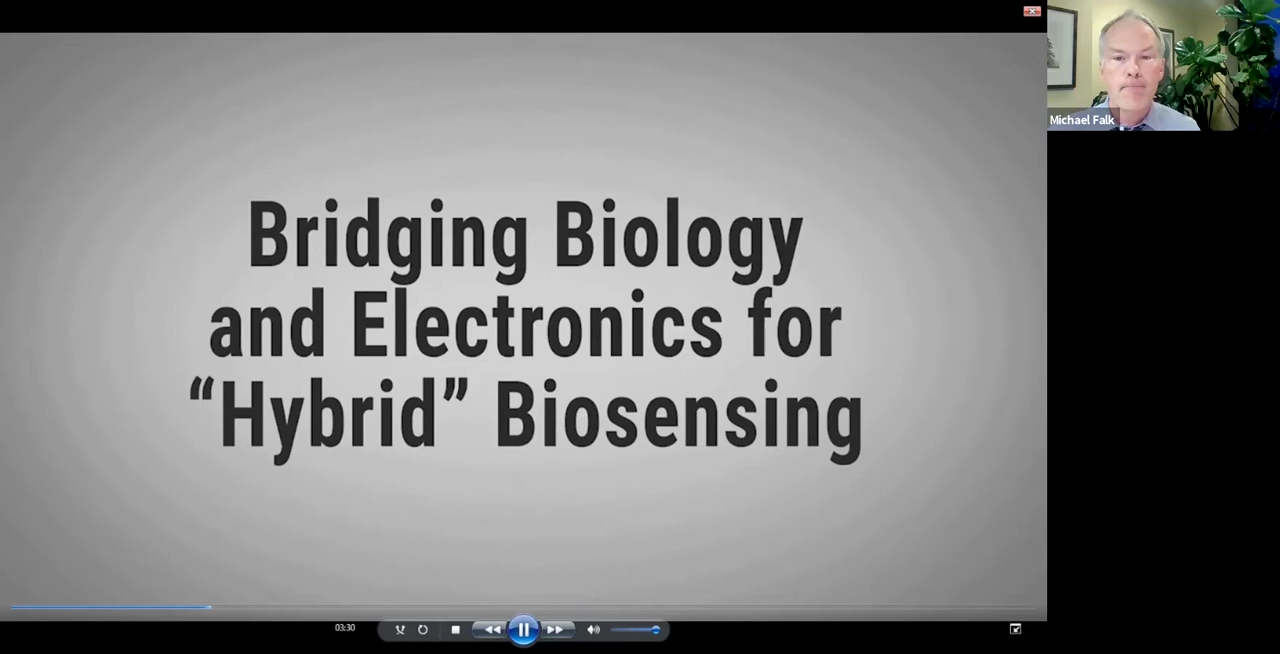 Bridging Biology
and Electronics for
“Hybrid” Biosensing
Michael Falk
03:30